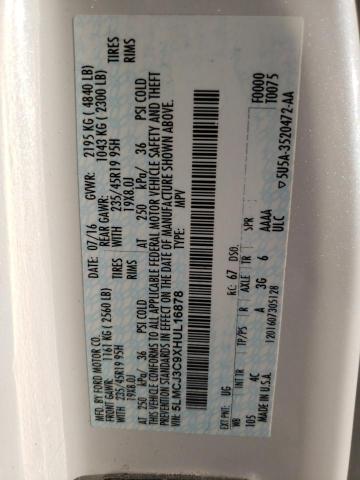 MFD. BY FORD MOTOR CO.
DATE: 07/16
GVWR: 2195 KG (4840 LB)
FRONT GAWR: 1161 KG (2560 LB)
REAR GAWR: 1043 KG (2300 LB)
WITH 235/45R19 95H TIRES
19X8.0J RIMS
AT 250 kPa/ 36 PSI COLD
WITH 235/45R19 95H TIRES
19X8.0J RIMS
AT 250 kPa/ 36 PSI COLD
THIS VEHICLE CONFORMS TO ALL APPLICABLE FEDERAL MOTOR VEHICLE SAFETY AND THEFT
PREVENTION STANDARDS IN EFFECT ON THE DATE OF MANUFACTURE SHOWN ABOVE.
VIN: 5LMCJ3C9XHUL16878
TYPE: MPV
F0000
T0075
EXT PNT: UG RC: 67 DSO:
WB INT TR TP/PS R AXLE TR SPR
105 MC A 3G 6 AAAA
ULC
MADE IN U.S.A.
1201607305128
5U5A-3520472-AA